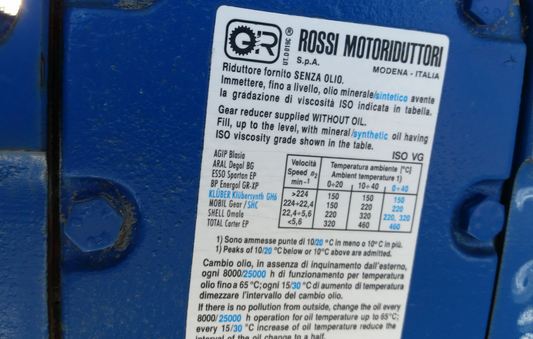 GR
UT.D 019C
®
ROSSI MOTORIDUTTORI
S.p.A.
MODENA - ITALIA
Riduttore fornito SENZA OLIO.
Immettere, fino a livello, olio minerale/sintetico avente
la gradazione di viscosità ISO indicata in tabella.
Gear reducer supplied WITHOUT OIL.
Fill, up to the level, with mineral/synthetic oil having
ISO viscosity grade shown in the table.
ISO VG
AGIP Blasia
ARAL Degol BG
ESSO Spartan EP
BP Energol GR-XP
KLÜBER Klübersynth GH6
MOBIL Gear/SHC
SHELL Omala
TOTAL Carter EP
Velocità Temperatura ambiente [°C]
Speed n2 Ambient temperature 1)
min-1 0÷20 10÷40 0÷40
>224 150 150 150
224÷22,4 150 220 220
22,4÷5,6 220 320 220, 320
<5,6 320 460 460
1) Sono ammesse punte di 10/20 °C in meno o 10° C in più.
1) Peaks of 10/20 °C below or 10°C above are admitted.
Cambio olio, in assenza di inquinamento dall'esterno,
ogni 8000/25000 h di funzionamento per temperatura
olio fino a 65 °C; ogni 15/30 °C di aumento di temperatura
dimezzare l'intervallo del cambio olio.
If there is no pollution from outside, change the oil every
8000/25000 h operation for oil temperature up to 65°C;
every 15/30 °C increase of oil temperature reduce the
interval of the oil change to a half.